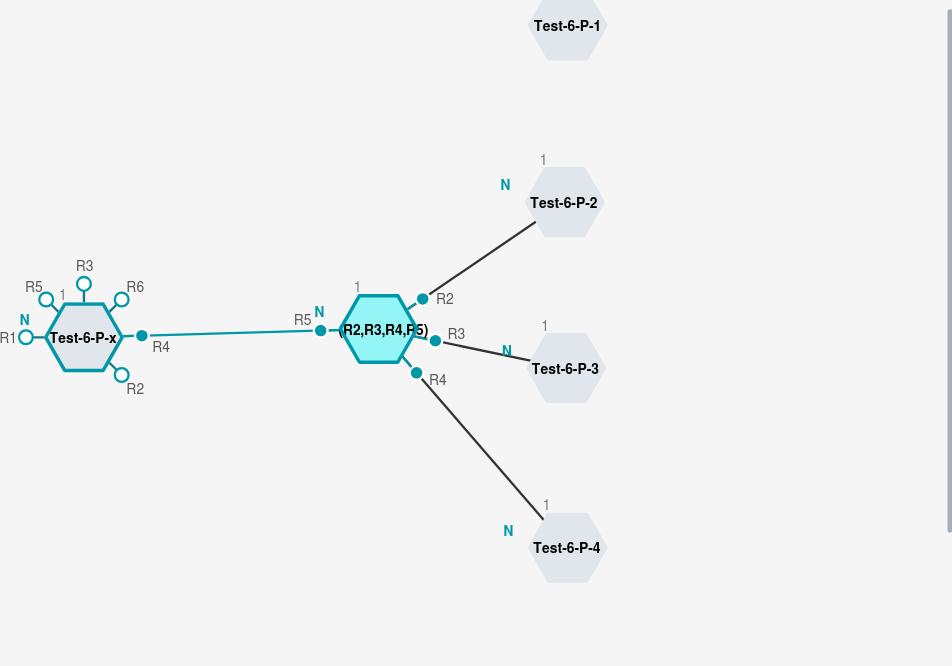 Test-6-P-1
1
N
Test-6-P-2
R3
R5
1
R6
N
R1
Test-6-P-x
R4
R2
1
N
R5
(R2,R3,R4,R5)
R2
R3
R4
1
N
Test-6-P-3
1
N
Test-6-P-4